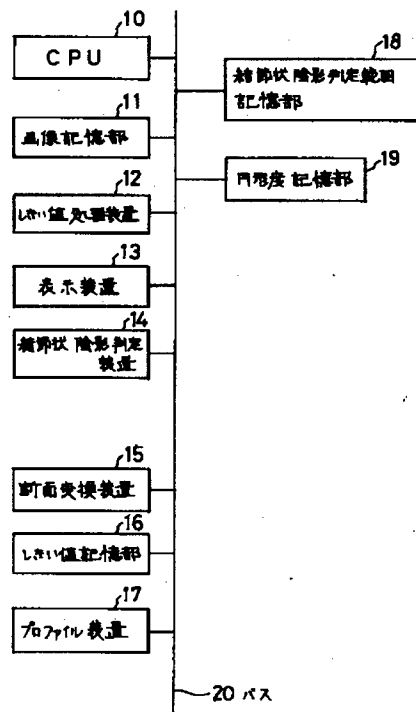 10
CPU
11
画像記憶部
12
しきい値処理装置
13
表示装置
14
結節状陰影判定
装置
15
断面変換装置
16
しきい値記憶部
17
プロファイル装置
18
結節状陰影判定範囲
記憶部
19
円形度記憶部
20 バス